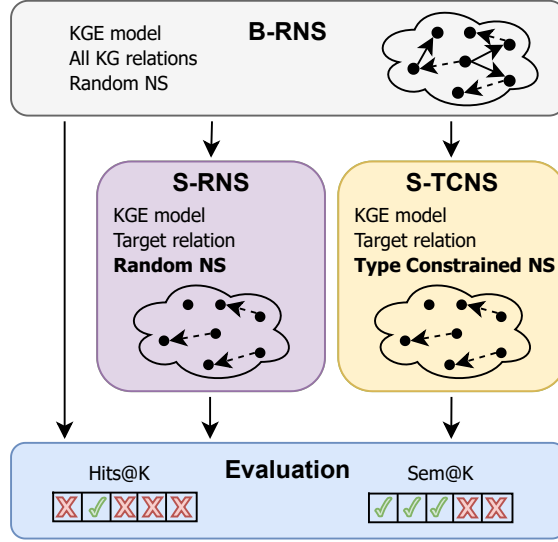 B-RNS
KGE model
All KG relations
Random NS
S-RNS
KGE model
Target relation
Random NS
S-TCNS
KGE model
Target relation
Type Constrained NS
Evaluation
Hits@K
Sem@K